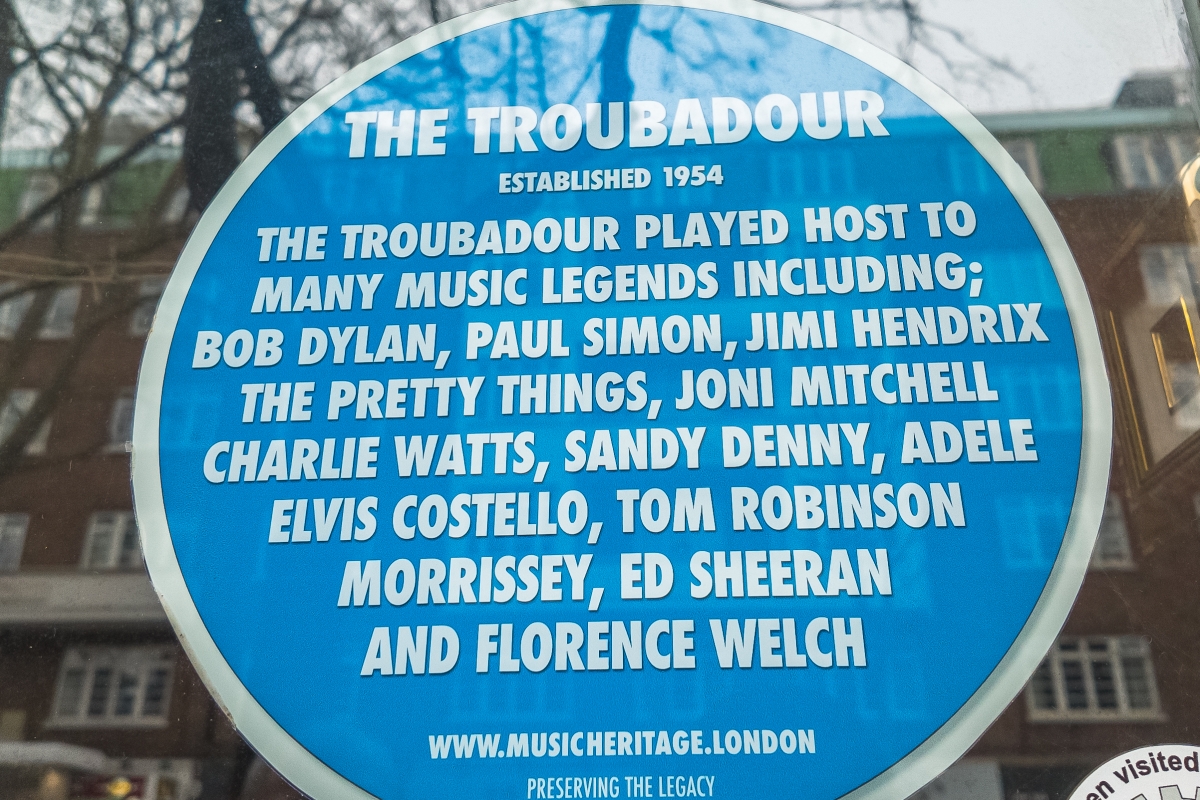 THE TROUBADOUR
ESTABLISHED 1954
THE TROUBADOUR PLAYED HOST TO
MANY MUSIC LEGENDS INCLUDING;
BOB DYLAN, PAUL SIMON, JIMI HENDRIX
THE PRETTY THINGS, JONI MITCHELL
CHARLIE WATTS, SANDY DENNY, ADELE
ELVIS COSTELLO, TOM ROBINSON
MORRISSEY, ED SHEERAN
AND FLORENCE WELCH
WWW.MUSICHERITAGE.LONDON
PRESERVING THE LEGACY
en visited